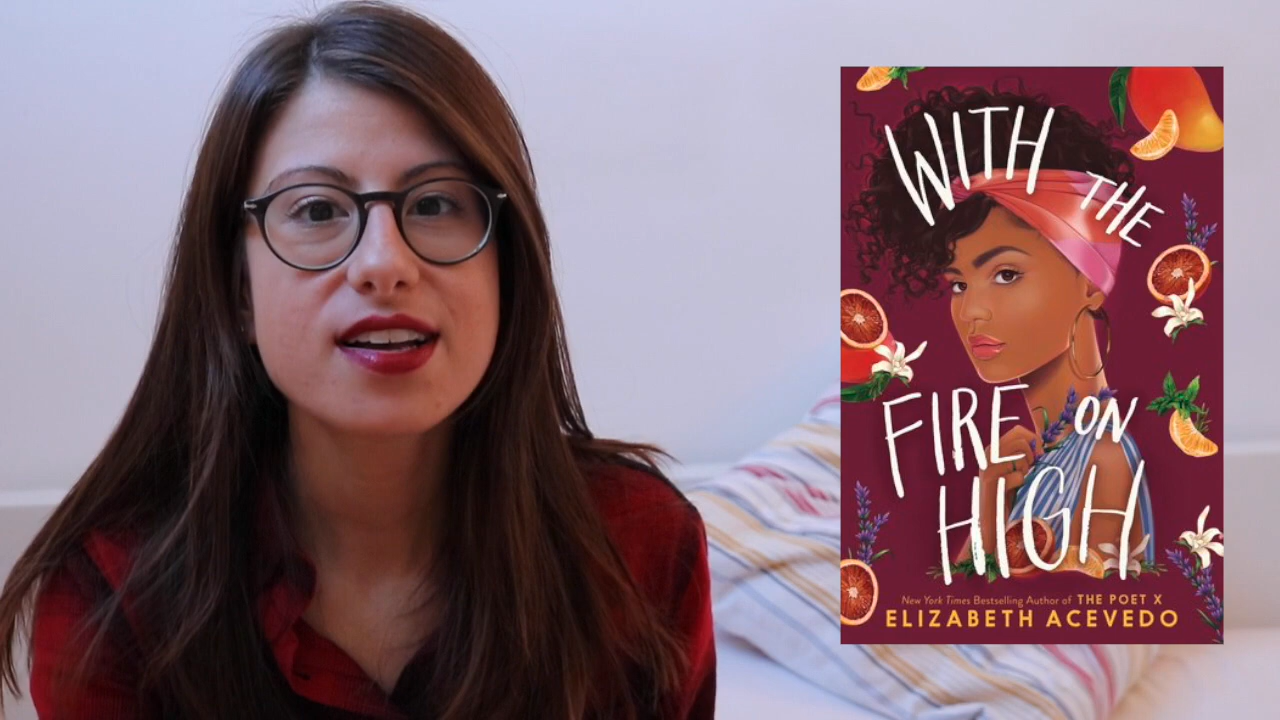 WITH
THE
FIRE ON
HIGH
New York Times Bestselling Author of THE POET X
ELIZABETH ACEVEDO